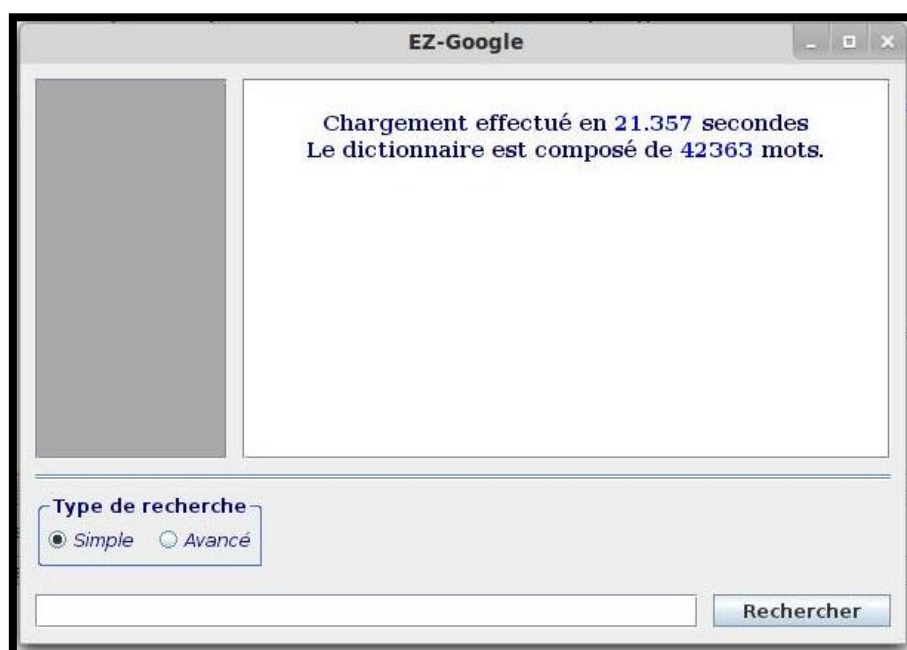 EZ-Google
Chargement effectué en 21.357 secondes
Le dictionnaire est composé de 42363 mots.
Type de recherche
Simple Avancé
Rechercher